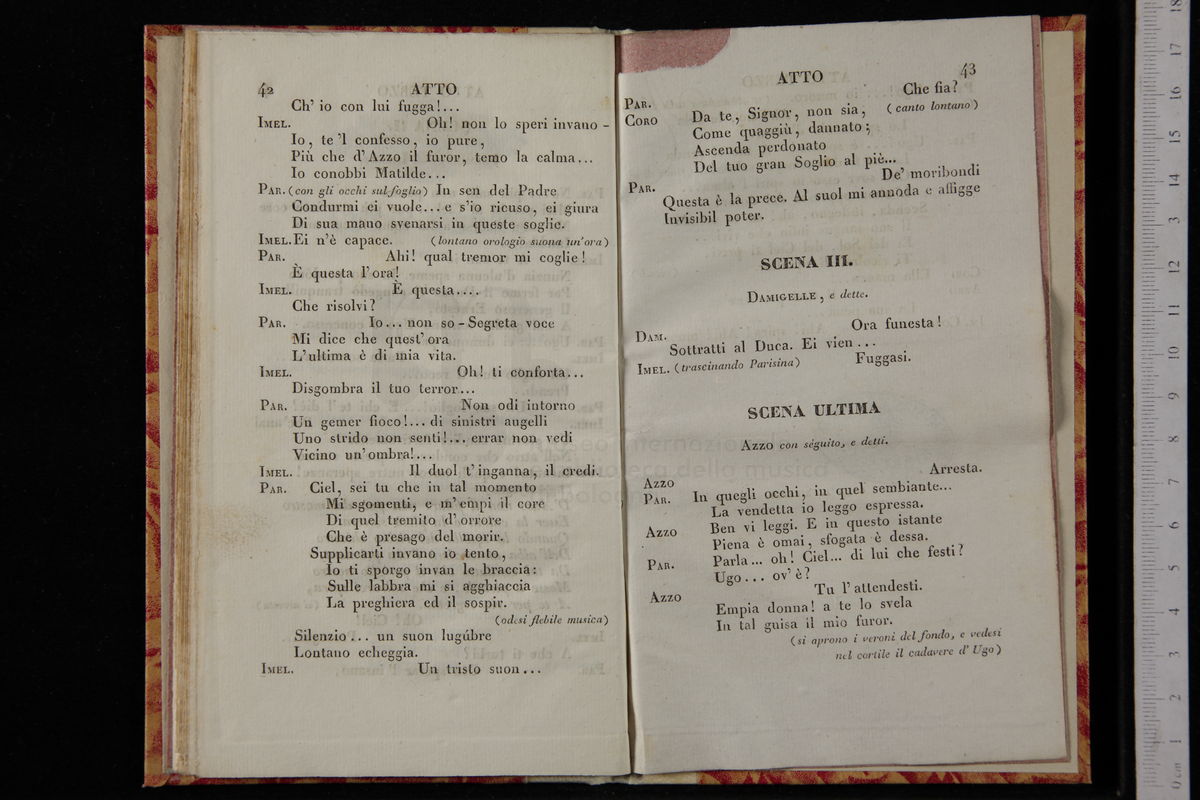 42 ATTO
Ch' io con lui fugga!...
IMEL. Oh! non lo speri invano -
Io, te 'l confesso, io pure,
Più che d'Azzo il furor, temo la calma...
Io conobbi Matilde...
PAR. (con gli occhi sul foglio) In sen del Padre
Condurmi ei vuole... e s'io ricuso, ei giura
Di sua mano svenarsi in queste soglie.
IMEL. Ei n'è capace. (lontano orologio suona un'ora)
PAR. Ahi! qual tremor mi coglie!
È questa l'ora!
IMEL. È questa....
Che risolvi?
PAR. Io... non so - Segreta voce
Mi dice che quest' ora
L'ultima è di mia vita.
IMEL. Oh! ti conforta...
Disgombra il tuo terror...
PAR. Non odi intorno
Un gemer fioco!... di sinistri augelli
Uno strido non senti!... errar non vedi
Vicino un'ombra!...
IMEL. Il duol t'inganna, il credi.
PAR. Ciel, sei tu che in tal momento
Mi sgomenti, e m'empi il core
Di quel tremito d'orrore
Che è presago del morir.
Supplicarti invano io tento,
Io ti sporgo invan le braccia:
Sulle labbra mi si agghiaccia
La preghiera ed il sospir.
(odesi flebile musica)
Silenzio... un suon lugúbre
Lontano echeggia.
IMEL. Un tristo suon...
ATTO 43
PAR. Che fia?
CORO Da te, Signor, non sia, (canto lontano)
Come quaggiù, dannato;
Ascenda perdonato
Del tuo gran Soglio al piè...
PAR. De' moribondi
Questa è la prece. Al suol mi annoda e affigge
Invisibil poter.
SCENA III.
DAMIGELLE, e dette.
DAM. Ora funesta!
Sottratti al Duca. Ei vien...
IMEL. (trascinando Parisina) Fuggasi.
SCENA ULTIMA
AZZO con séguito, e detti.
AZZO Arresta.
PAR. In quegli occhi, in quel sembiante...
La vendetta io leggo espressa.
AZZO Ben vi leggi. E in questo istante
Piena è omai, sfogata è dessa.
PAR. Parla... oh! Ciel... di lui che festi?
Ugo... ov'è?
AZZO Tu l'attendesti.
Empia donna! a te lo svela
In tal guisa il mio furor.
(si aprono i veroni del fondo, e vedesi
nel cortile il cadavere d'Ugo)